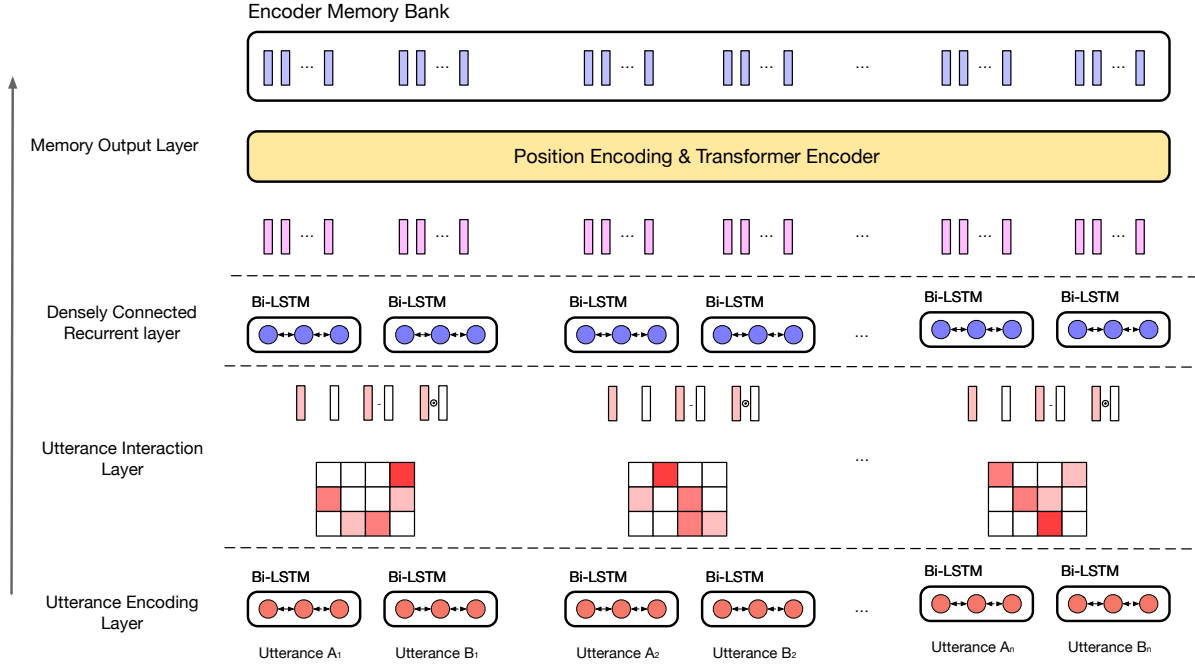 Encoder Memory Bank
... ... ... ... ... ... ...
Memory Output Layer
Position Encoding & Transformer Encoder
... ... ... ... ... ... ...
Densely Connected
Recurrent layer
Bi-LSTM Bi-LSTM Bi-LSTM Bi-LSTM Bi-LSTM Bi-LSTM
...
- ⊙ - ⊙ - ⊙
Utterance Interaction
Layer
...
Utterance Encoding
Layer
Bi-LSTM Bi-LSTM Bi-LSTM Bi-LSTM Bi-LSTM Bi-LSTM
...
Utterance A₁ Utterance B₁ Utterance A₂ Utterance B₂ Utterance Aₙ Utterance Bₙ